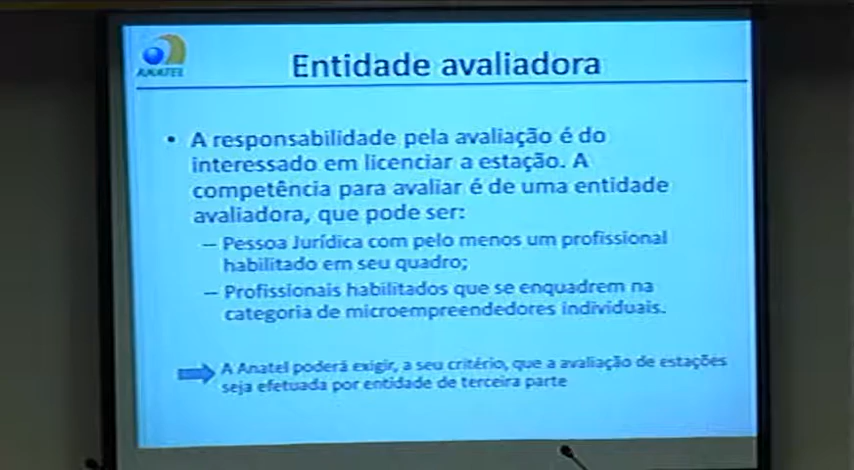 ANATEL
Entidade avaliadora
• A responsabilidade pela avaliação é do
interessado em licenciar a estação. A
competência para avaliar é de uma entidade
avaliadora, que pode ser:
– Pessoa Jurídica com pelo menos um profissional
habilitado em seu quadro;
– Profissionais habilitados que se enquadrem na
categoria de microempreendedores individuais.
A Anatel poderá exigir, a seu critério, que a avaliação de estações
seja efetuada por entidade de terceira parte